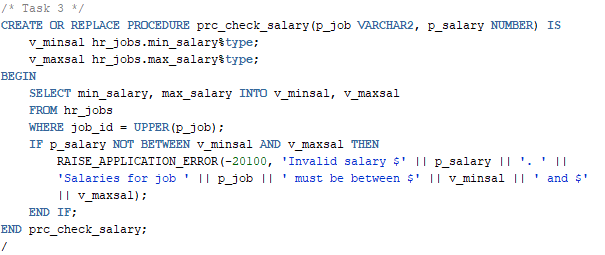 /* Task 3 */
CREATE OR REPLACE PROCEDURE prc_check_salary(p_job VARCHAR2, p_salary NUMBER) IS
v_minsal hr_jobs.min_salary%type;
v_maxsal hr_jobs.max_salary%type;
BEGIN
SELECT min_salary, max_salary INTO v_minsal, v_maxsal
FROM hr_jobs
WHERE job_id = UPPER(p_job);
IF p_salary NOT BETWEEN v_minsal AND v_maxsal THEN
RAISE_APPLICATION_ERROR(-20100, 'Invalid salary $' || p_salary || '. ' ||
'Salaries for job ' || p_job || ' must be between $' || v_minsal || ' and $'
|| v_maxsal);
END IF;
END prc_check_salary;
/